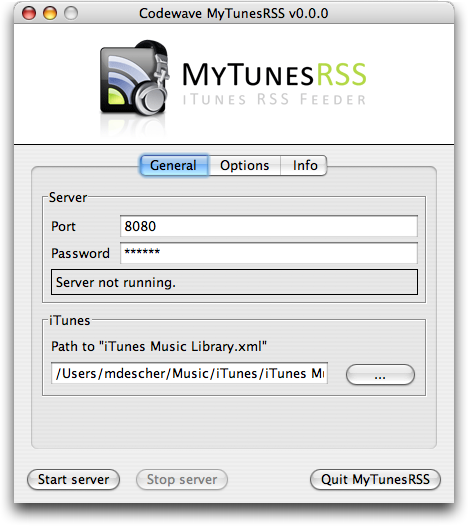 Codewave MyTunesRSS v0.0.0
MYTUNESRSS
iTUNES RSS FEEDER
General Options Info
Server
Port 8080
Password ******
Server not running.
iTunes
Path to "iTunes Music Library.xml"
/Users/mdescher/Music/iTunes/iTunes ...
Start server Stop server Quit MyTunesRSS